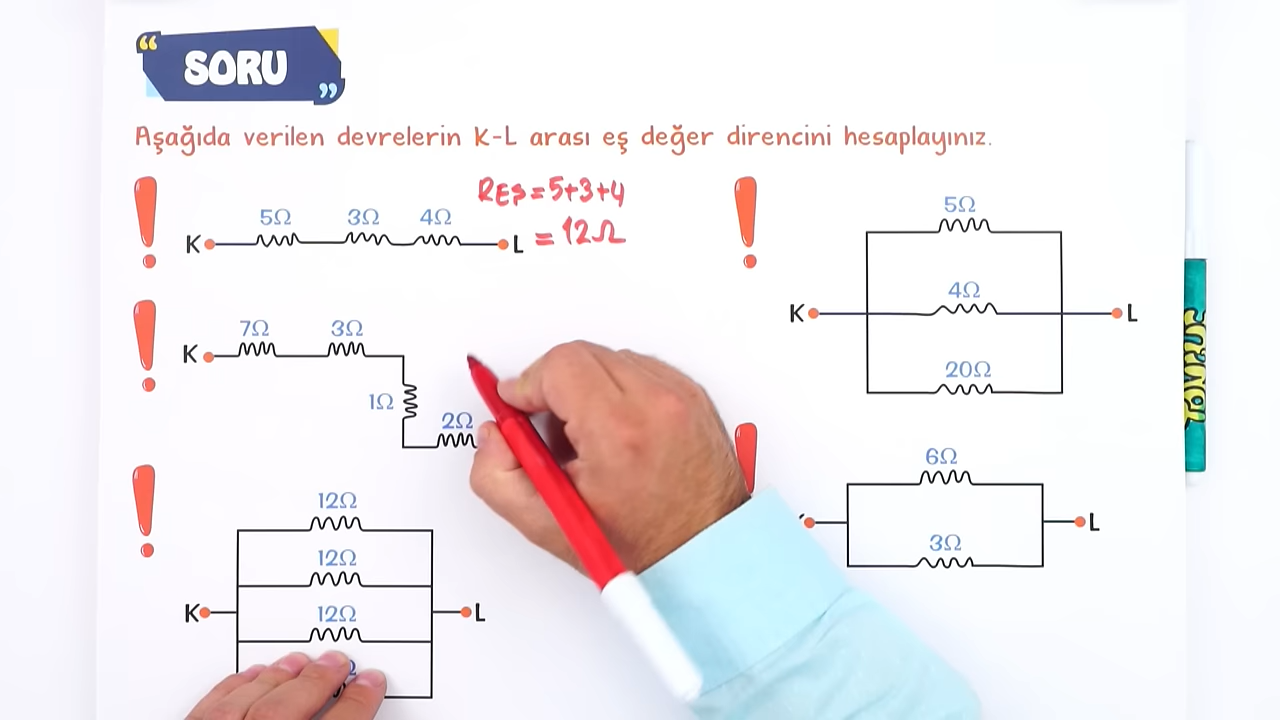 SORU
Aşağıda verilen devrelerin K-L arası eş değer direncini hesaplayınız.
5Ω 3Ω 4Ω
K L
REŞ = 5+3+4
= 12Ω
7Ω 3Ω
K
1Ω
2Ω
12Ω
12Ω
12Ω
K L
Ω
5Ω
4Ω
K L
20Ω
6Ω
L
3Ω
TONGUÇ